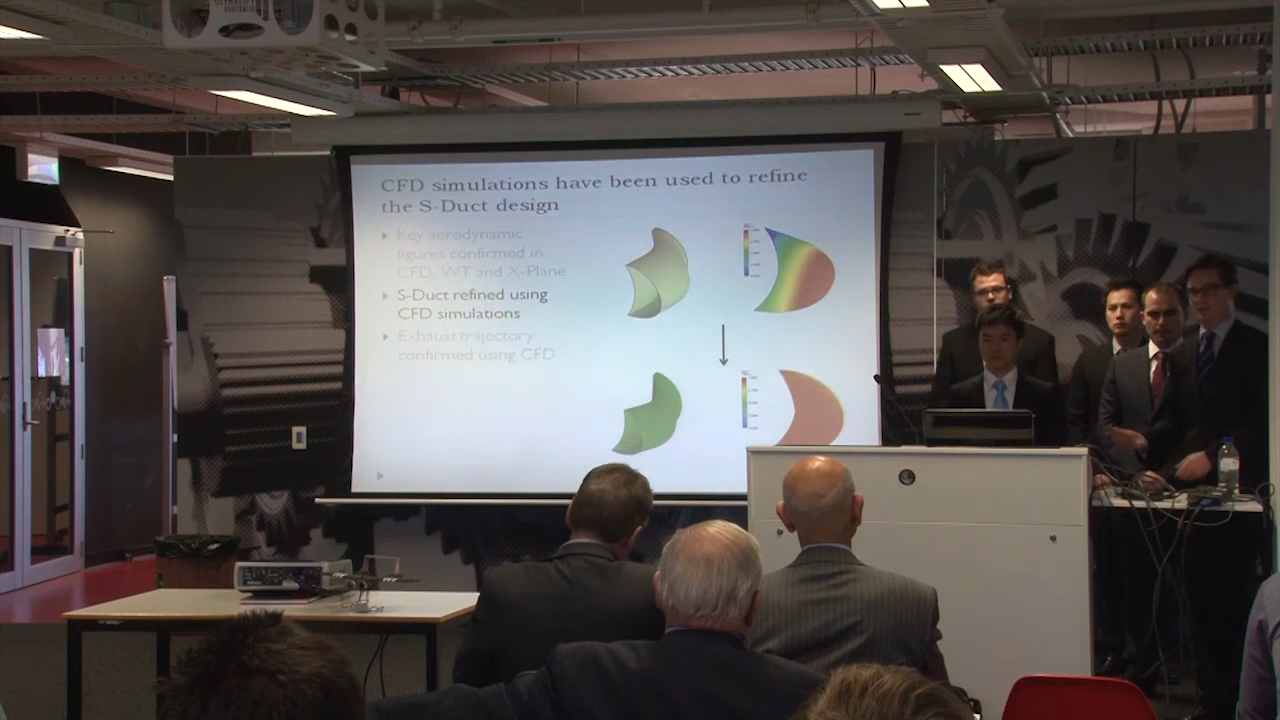 CFD simulations have been used to refine
the S-Duct design
Key aerodynamic
figures confirmed in
CFD, WT and X-Plane
S-Duct refined using
CFD simulations
Exhaust trajectory
confirmed using CFD